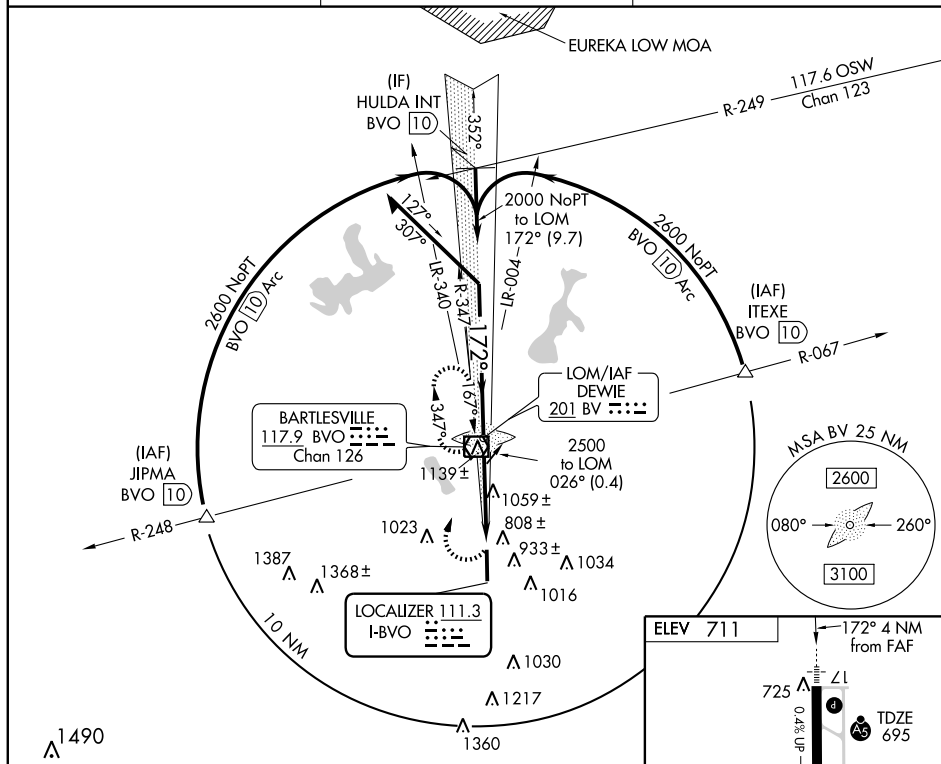 EUREKA LOW MOA
117.6 OSW
Chan 123
R-249
(IF)
HULDA INT
BVO 10
352°
2000 NoPT
to LOM
172° (9.7)
127°
307°
LR-340
R-347
LR-004
2600 NoPT
BVO 10 Arc
2600 NoPT
BVO 10 Arc
(IAF)
ITEXE
BVO 10
R-067
172°
LOM/IAF
DEWIE
201 BV
347°
167°
BARTLESVILLE
117.9 BVO
Chan 126
1139±
2500
to LOM
026° (0.4)
(IAF)
JIPMA
BVO 10
R-248
MSA BV 25 NM
2600
080°
260°
3100
1059±
1023
808±
933±
1034
1387
1368±
1016
LOCALIZER 111.3
I-BVO
10 NM
1030
1217
1360
1490
ELEV 711
172° 4 NM
from FAF
17
725
P
A5
TDZE
695
0.4% UP